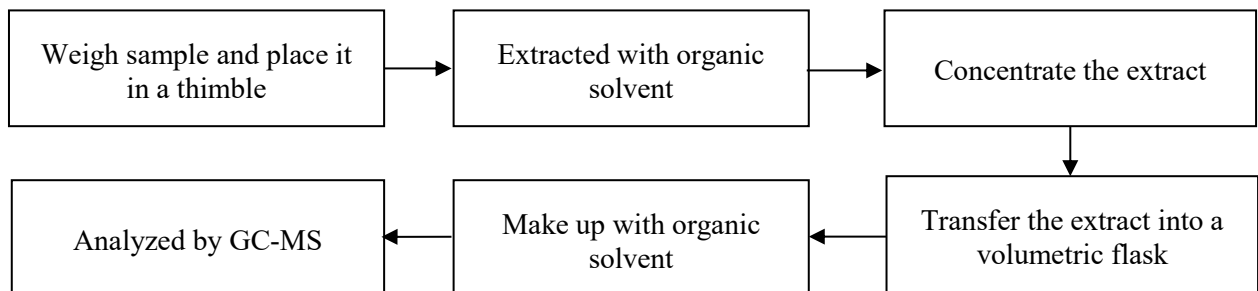 Weigh sample and place it
in a thimble
Extracted with organic
solvent
Concentrate the extract
Transfer the extract into a
volumetric flask
Make up with organic
solvent
Analyzed by GC-MS